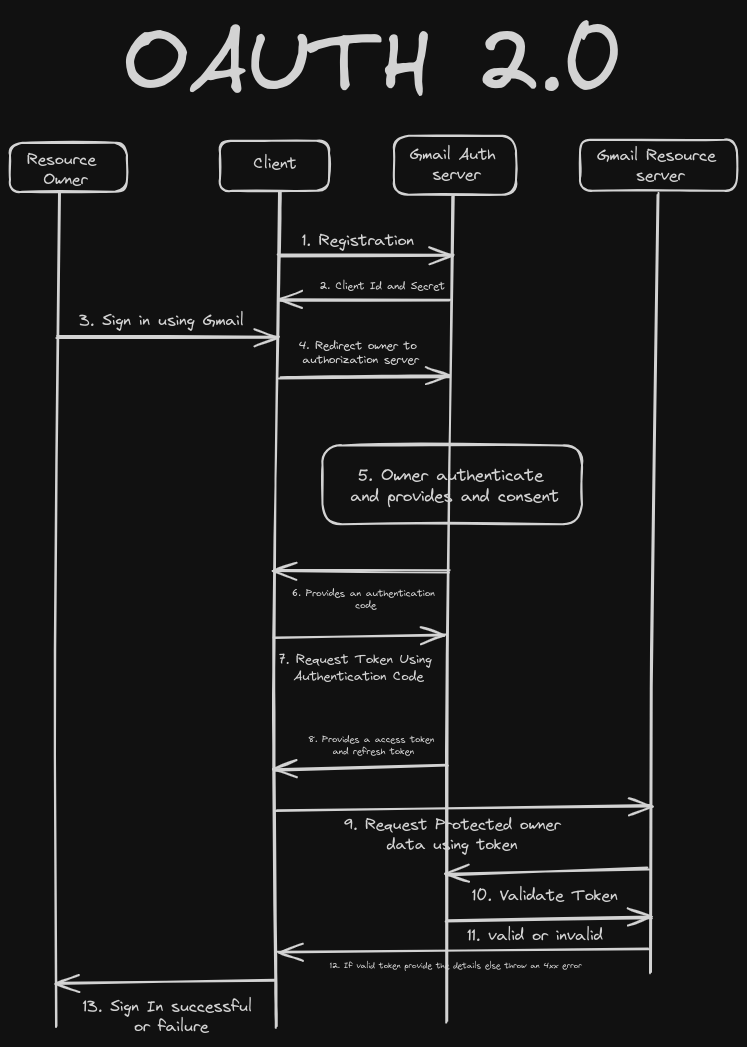 OAUTH 2.0
Resource
Owner
Client
Gmail Auth
server
Gmail Resource
server
1. Registration
2. Client Id and Secret
3. Sign in using Gmail
4. Redirect owner to
authorization server
5. Owner authenticate
and provides and consent
6. Provides an authentication
code
7. Request Token Using
Authentication Code
8. Provides a access token
and refresh token
9. Request Protected owner
data using token
10. Validate Token
11. valid or invalid
12. If valid token provide the details else throw an 4xx error
13. Sign In successful
or failure